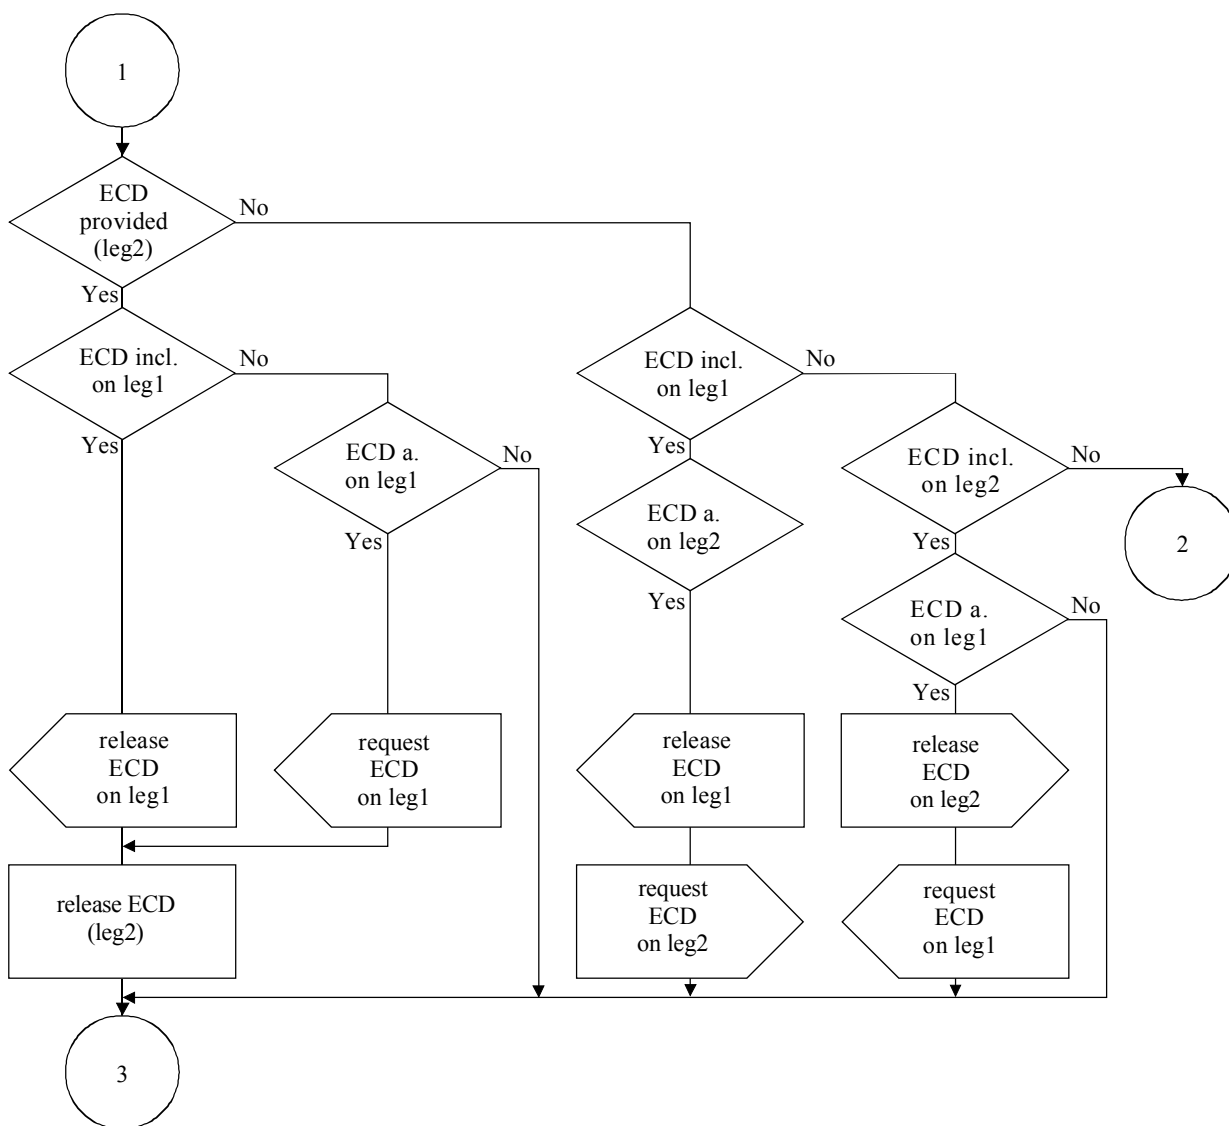 1
ECD
provided
(leg2)
No
Yes
ECD incl.
on leg1
No
Yes
ECD a.
on leg1
No
Yes
ECD incl.
on leg1
No
Yes
ECD a.
on leg2
Yes
ECD incl.
on leg2
No
Yes
2
ECD a.
on leg1
No
Yes
release
ECD
on leg1
request
ECD
on leg1
release
ECD
on leg1
release
ECD
on leg2
release ECD
(leg2)
request
ECD
on leg2
request
ECD
on leg1
3